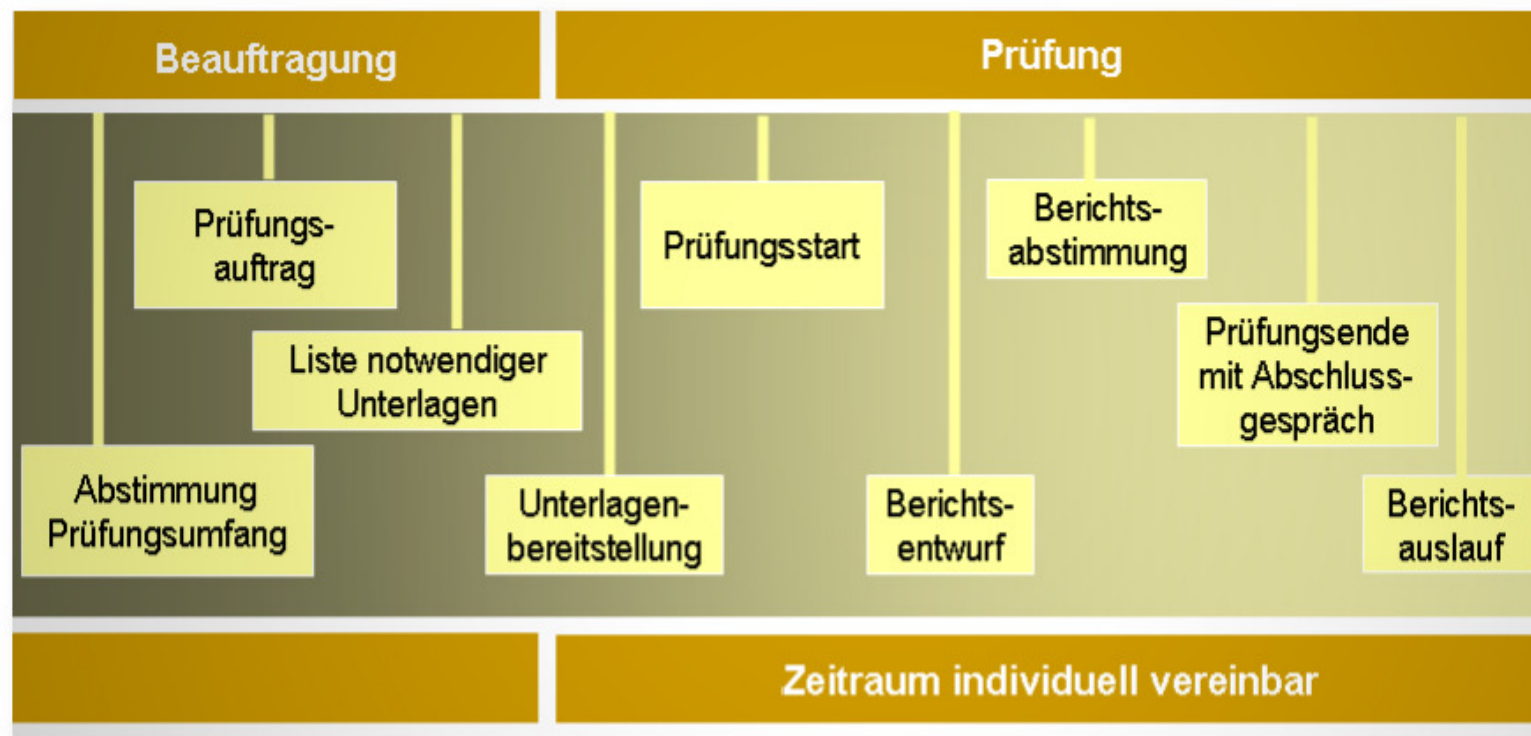 Beauftragung
Prüfung
Prüfungs-
auftrag
Prüfungsstart
Berichts-
abstimmung
Liste notwendiger
Unterlagen
Prüfungsende
mit Abschluss-
gespräch
Abstimmung
Prüfungsumfang
Unterlagen-
bereitstellung
Berichts-
entwurf
Berichts-
auslauf
Zeitraum individuell vereinbar